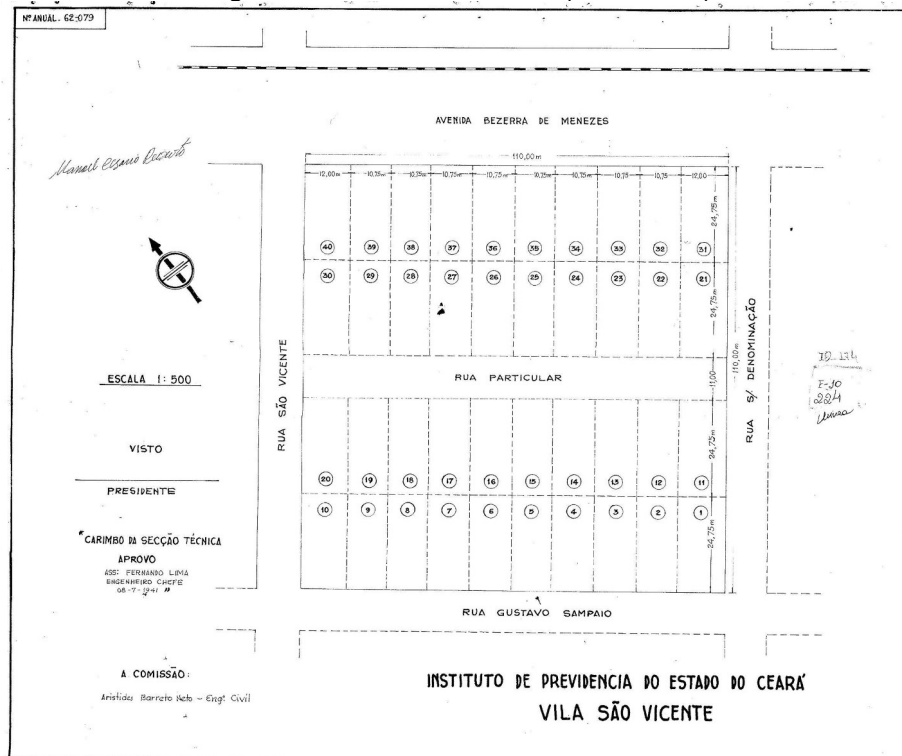 Nº ANUAL. 62-079
AVENIDA BEZERRA DE MENEZES
110,00m
12,00m 10,75m 10,75m 10,75m 10,75m 10,75m 10,75m 10,75 10,75 12,00
24,75m
40 39 38 37 36 35 34 33 32 31
30 29 28 27 26 25 24 23 22 21
24,75m
RUA SÃO VICENTE
RUA PARTICULAR
11,00
110,00m
RUA S/ DENOMINAÇÃO
24,75m
20 19 18 17 16 15 14 13 12 11
10 9 8 7 6 5 4 3 2 1
24,75m
RUA GUSTAVO SAMPAIO
ESCALA 1:500
VISTO
PRESIDENTE
"CARIMBO DA SECÇÃO TÉCNICA
APROVO
ASS: FERNANDO LIMA
ENGENHEIRO CHEFE
08-7-1941 "
A COMISSÃO:
Aristides Barreto Neto - Engº Civil
F-10
224
INSTITUTO DE PREVIDENCIA DO ESTADO DO CEARÁ
VILA SÃO VICENTE